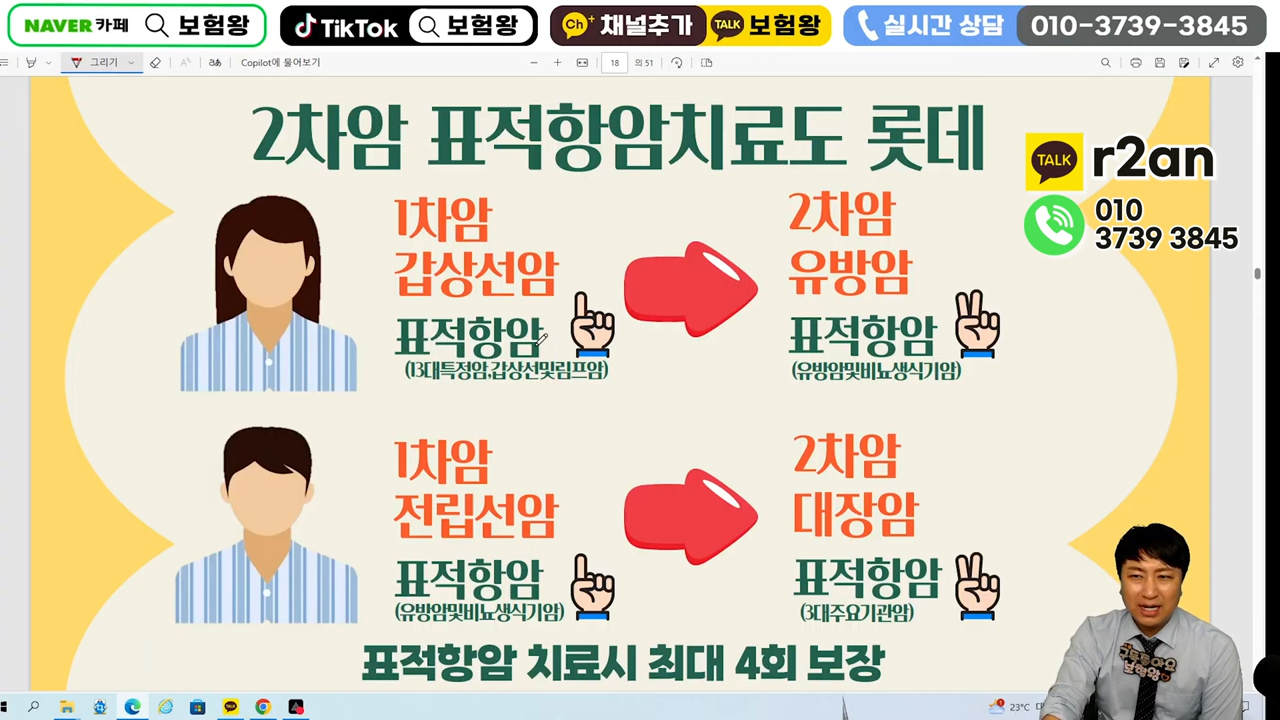 NAVER 카페 보험왕
TikTok 보험왕
Ch+ 채널추가 TALK 보험왕
실시간 상담 010-3739-3845
그리기
Copilot에 물어보기
18 의 51
2차암 표적항암치료도 롯데
TALK r2an
010
3739 3845
1차암
갑상선암
표적항암
(13대특정암,갑상선및림프암)
2차암
유방암
표적항암
(유방암및비뇨생식기암)
1차암
전립선암
표적항암
(유방암및비뇨생식기암)
2차암
대장암
표적항암
(3대주요기관암)
표적항암 치료시 최대 4회 보장
보험왕
TALK
23°C